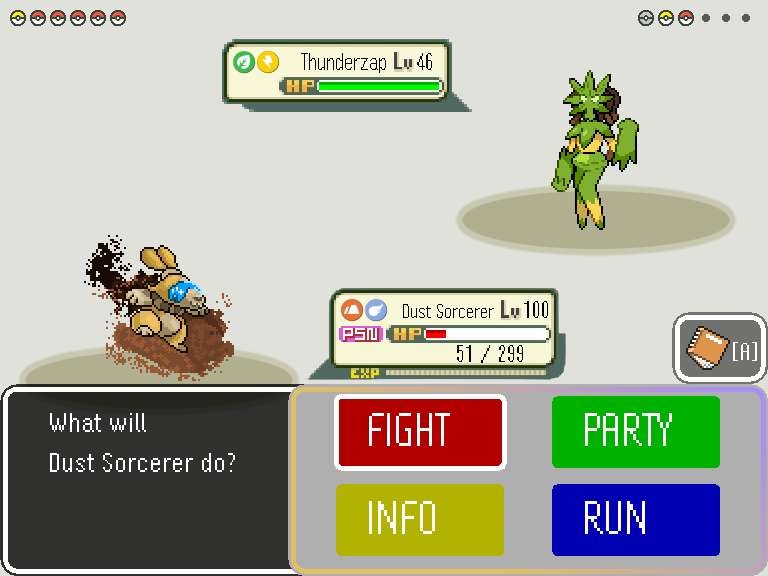 Thunderzap Lv 46
HP
Dust Sorcerer Lv 100
PSN HP
51 / 299
EXP
[A]
What will
Dust Sorcerer do?
FIGHT
PARTY
INFO
RUN